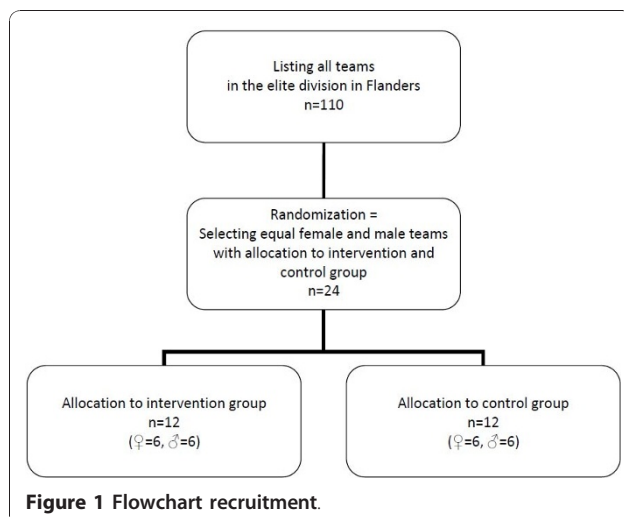 Listing all teams
in the elite division in Flanders
n=110
Randomization =
Selecting equal female and male teams
with allocation to intervention and
control group
n=24
Allocation to intervention group
n=12
(♀=6, ♂=6)
Allocation to control group
n=12
(♀=6, ♂=6)
Figure 1 Flowchart recruitment.